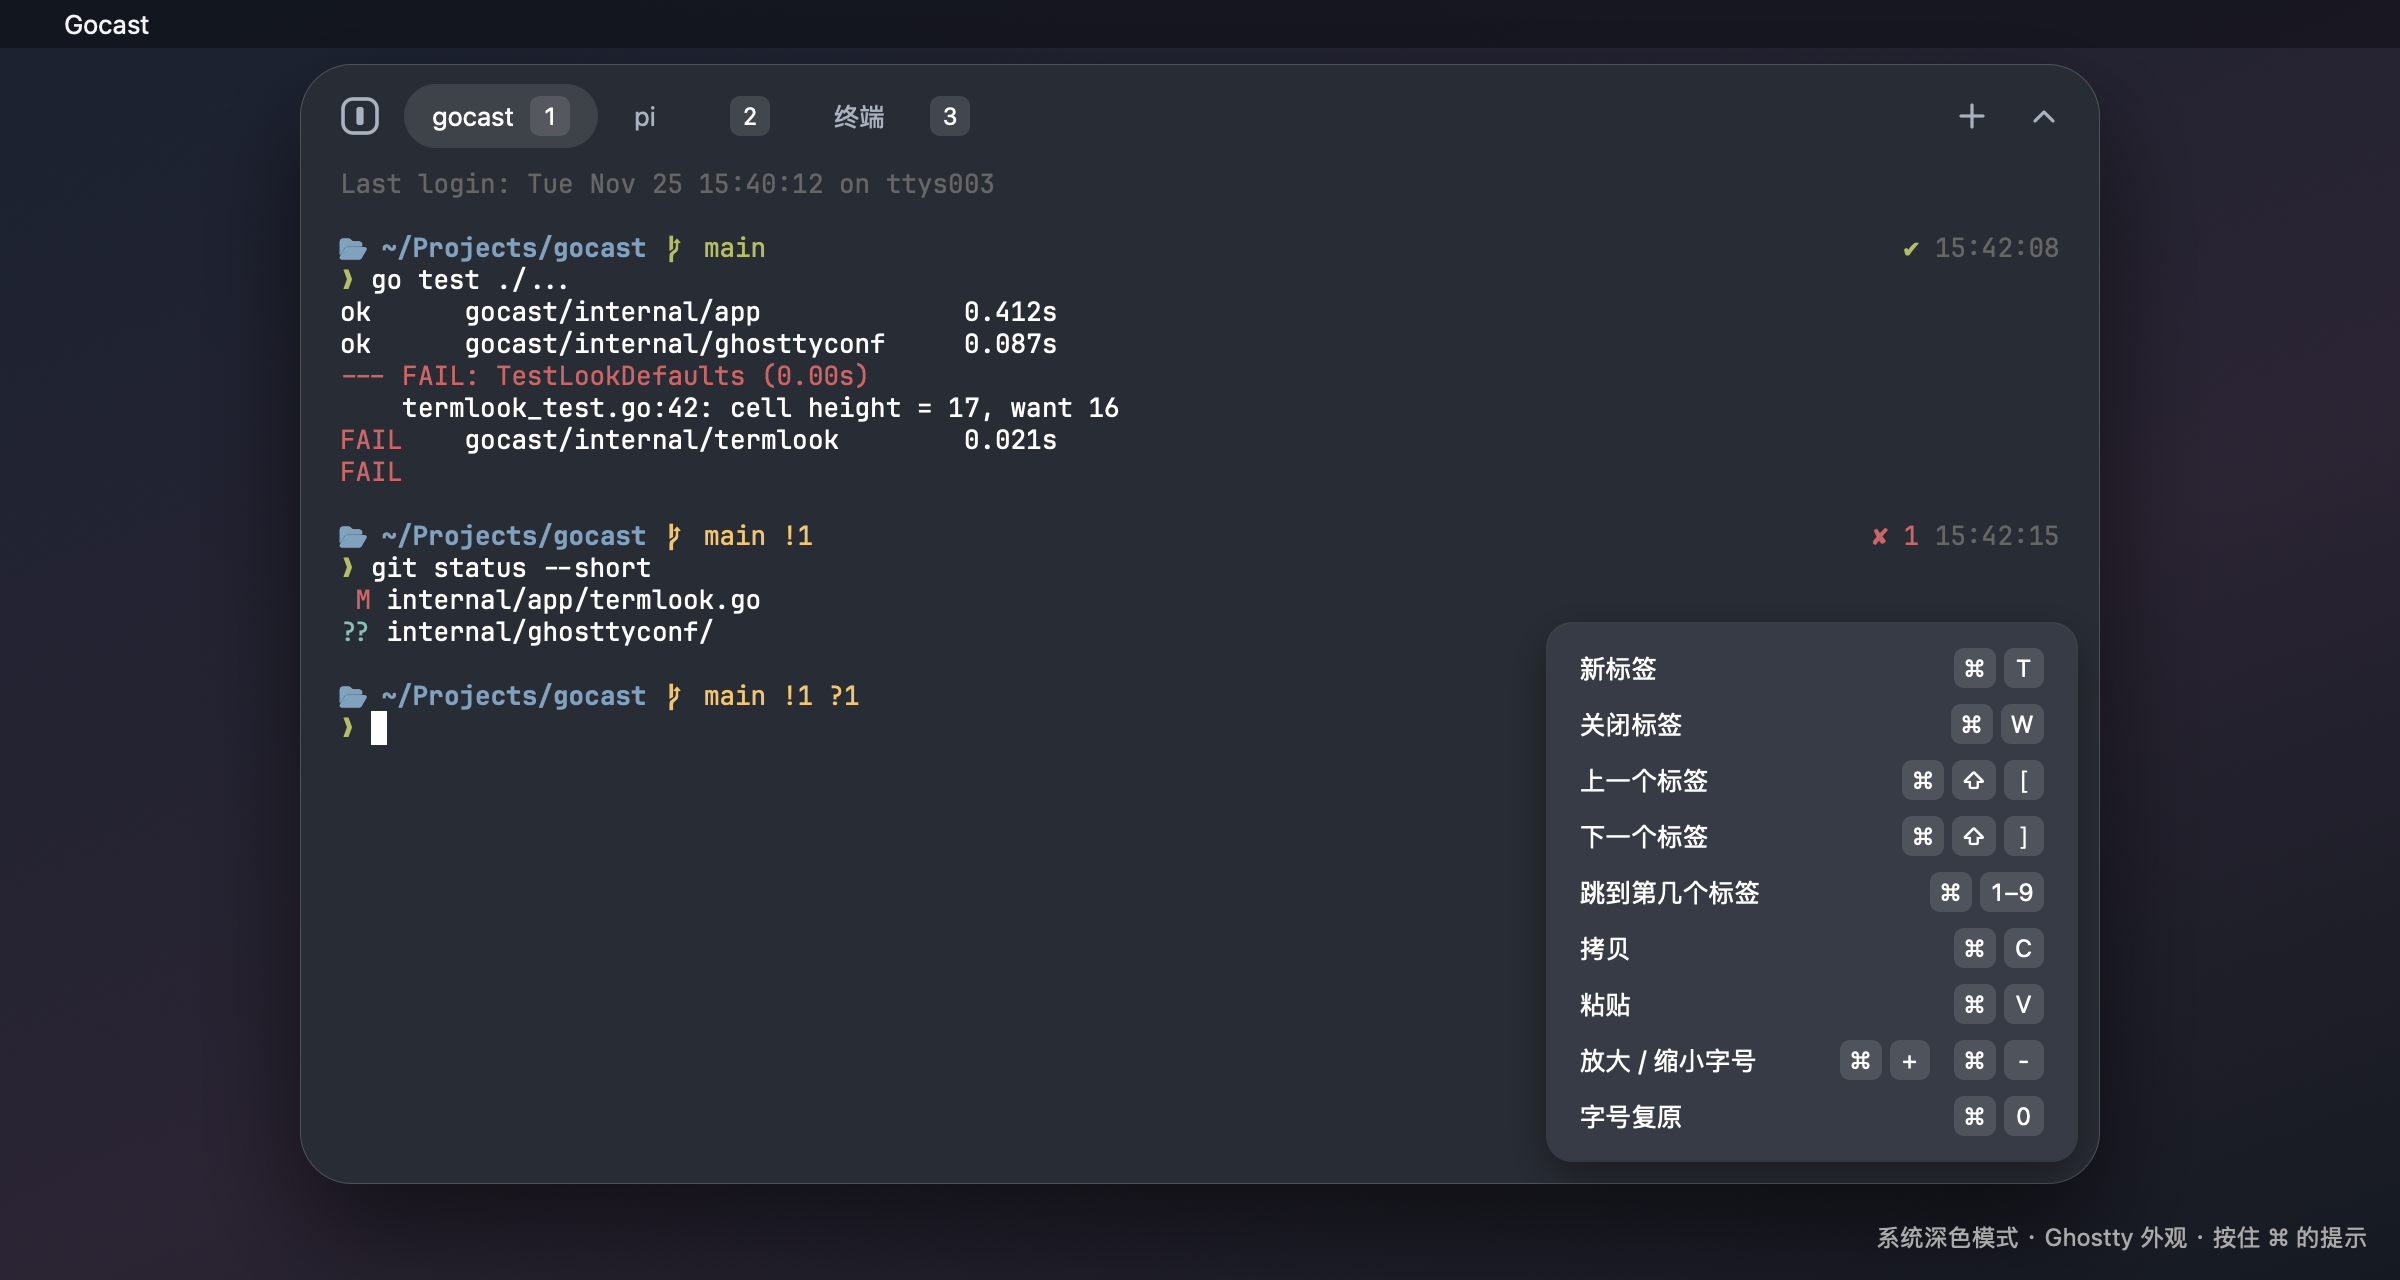 Gocast
gocast 1 pi 2 终端 3
Last login: Tue Nov 25 15:40:12 on ttys003
~/Projects/gocast main ✔ 15:42:08
❯ go test ./...
ok gocast/internal/app 0.412s
ok gocast/internal/ghosttyconf 0.087s
--- FAIL: TestLookDefaults (0.00s)
termlook_test.go:42: cell height = 17, want 16
FAIL gocast/internal/termlook 0.021s
FAIL
~/Projects/gocast main !1 ✘ 1 15:42:15
❯ git status --short
M internal/app/termlook.go
?? internal/ghosttyconf/
~/Projects/gocast main !1 ?1
❯
新标签 ⌘ T
关闭标签 ⌘ W
上一个标签 ⌘ ⇧ [
下一个标签 ⌘ ⇧ ]
跳到第几个标签 ⌘ 1–9
拷贝 ⌘ C
粘贴 ⌘ V
放大 / 缩小字号 ⌘ + ⌘ -
字号复原 ⌘ 0
系统深色模式 · Ghostty 外观 · 按住 ⌘ 的提示